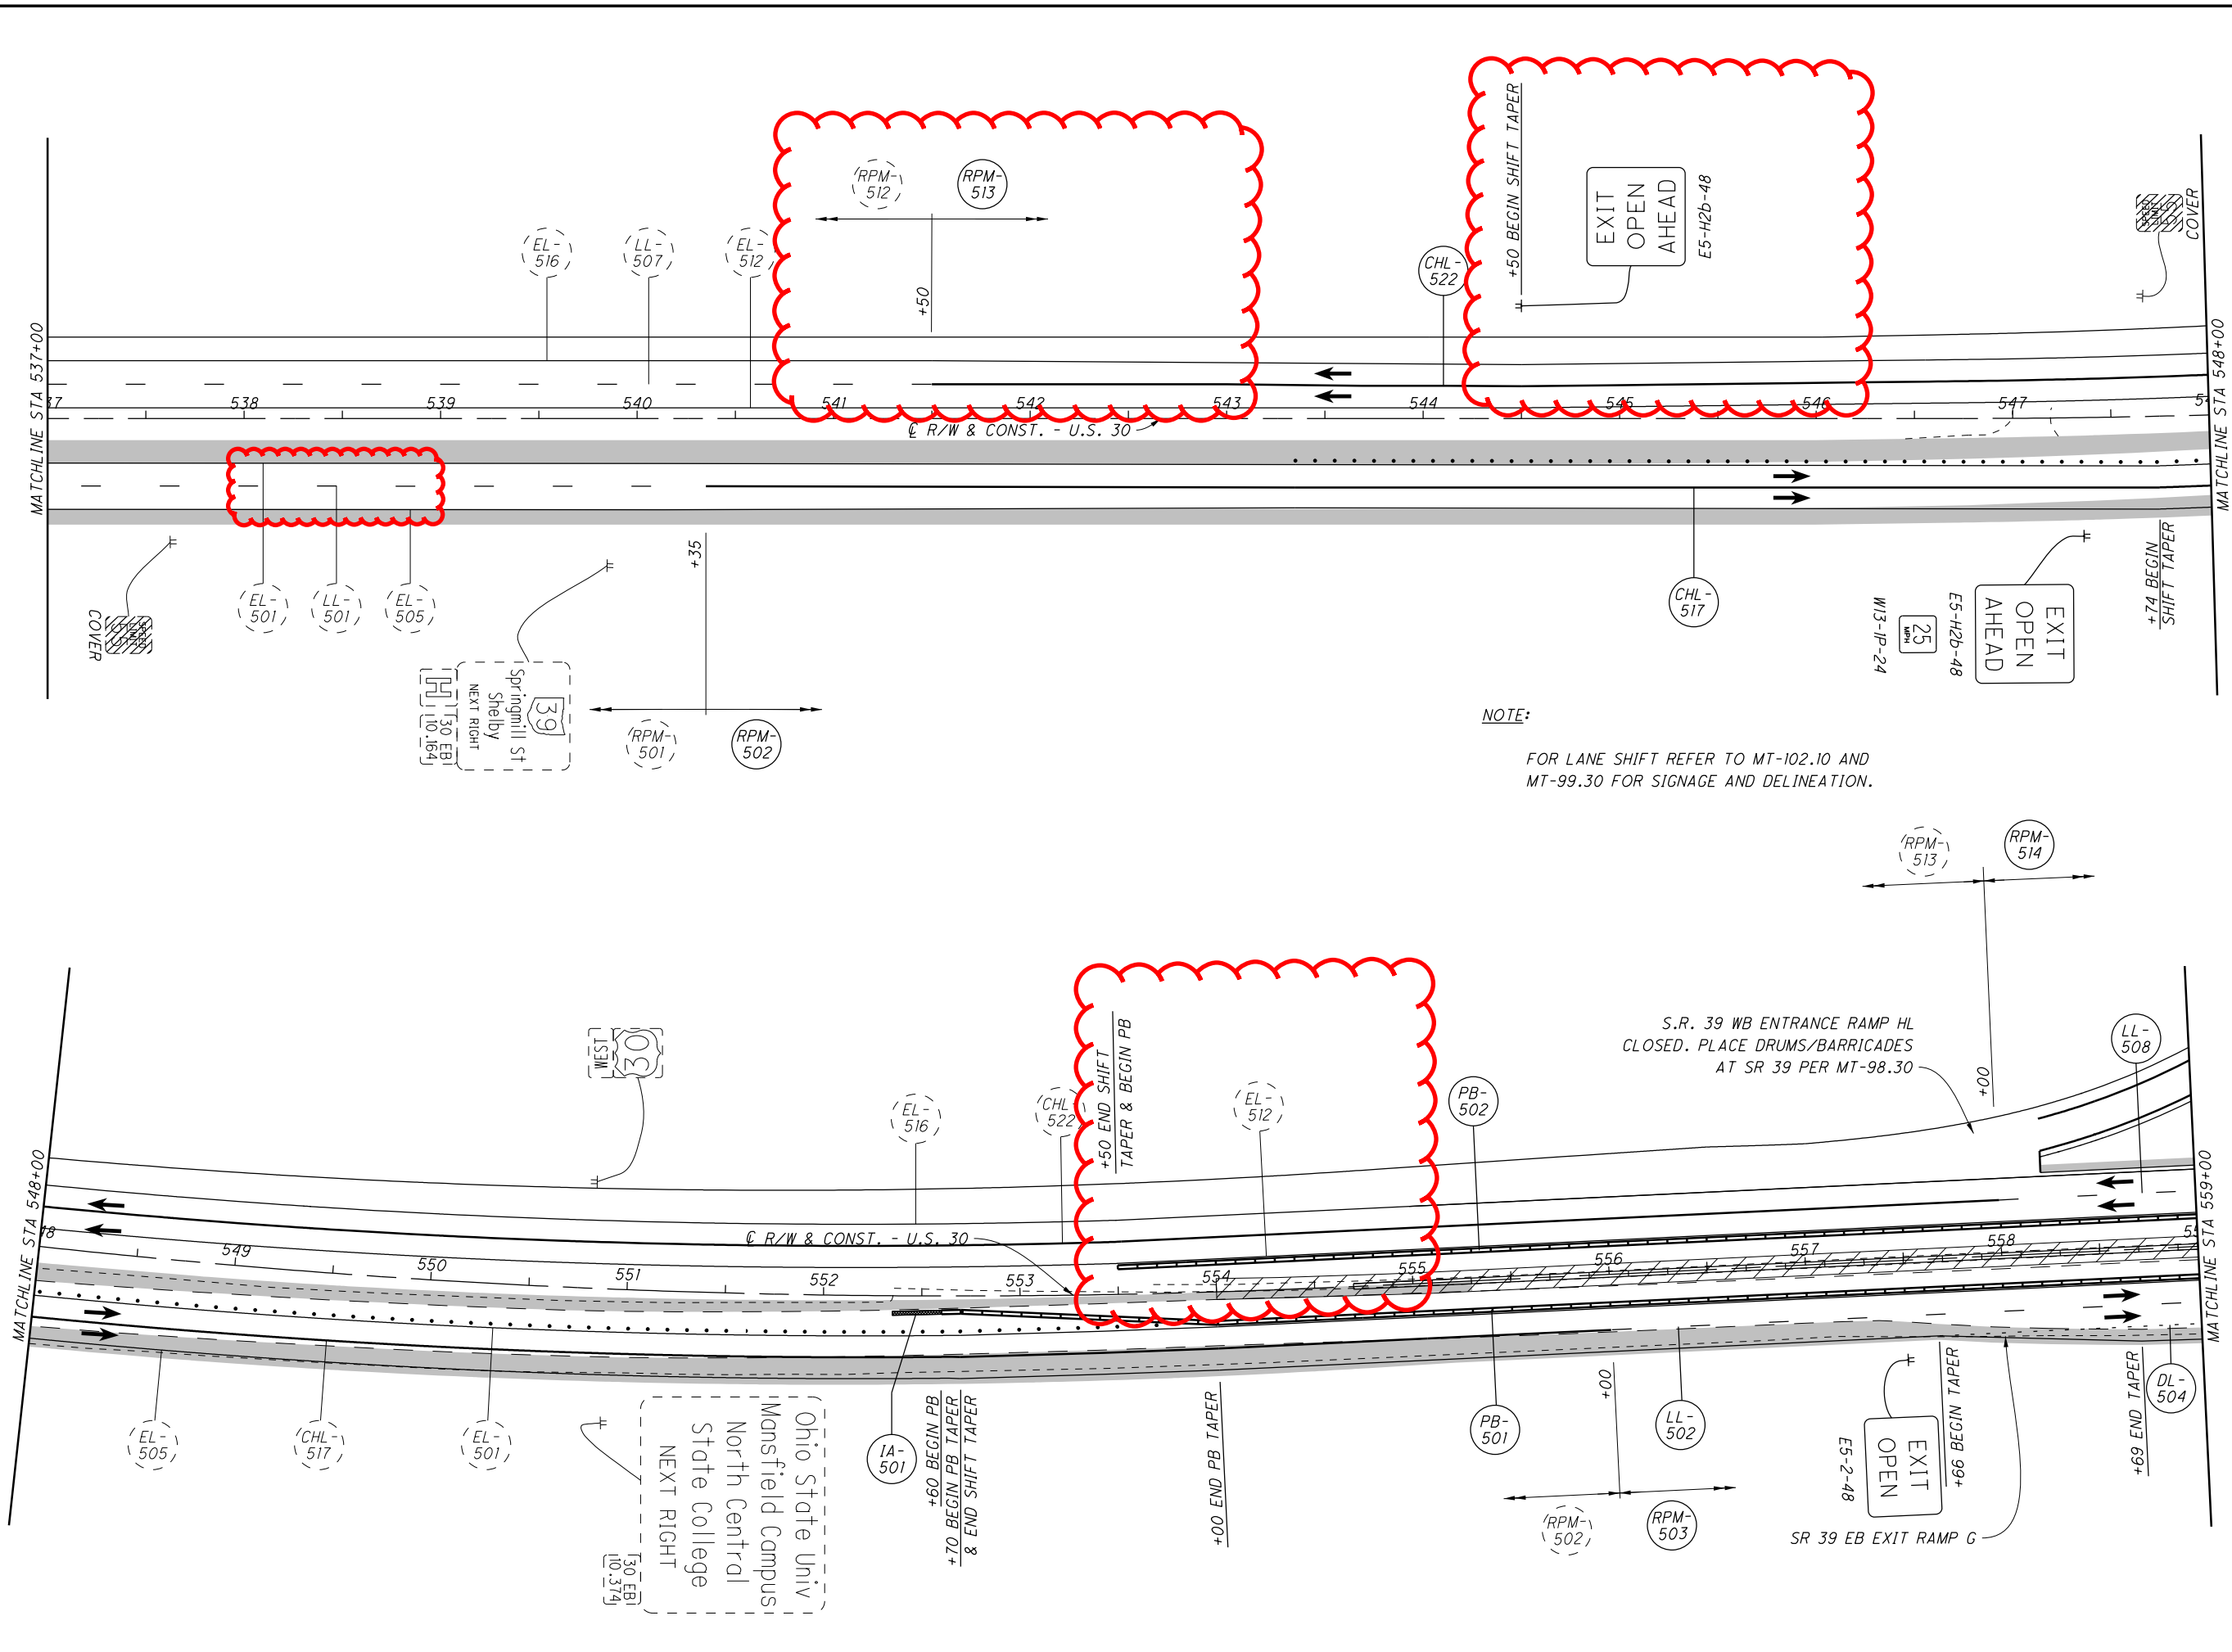 MATCHLINE STA 537+00
EL-
516
LL-
507
EL-
512
RPM-
512
RPM-
513
+50
CHL-
522
+50 BEGIN SHIFT TAPER
EXIT
OPEN
AHEAD
E5-H2b-48
COVER
MATCHLINE STA 548+00
37
538
539
540
541
542
543
544
545
546
547
54
℄ R/W & CONST. - U.S. 30
COVER
SPEED
LIMIT
EL-
501
LL-
501
EL-
505
39
Springmill St
Shelby
NEXT RIGHT
H
30 EB
10.164
+35
RPM-
501
RPM-
502
CHL-
517
W13-1P-24
25
MPH
E5-H2b-48
EXIT
OPEN
AHEAD
+74 BEGIN
SHIFT TAPER
NOTE:
FOR LANE SHIFT REFER TO MT-102.10 AND
MT-99.30 FOR SIGNAGE AND DELINEATION.
MATCHLINE STA 548+00
WEST
30
EL-
516
CHL-
522
+50 END SHIFT
TAPER & BEGIN PB
EL-
512
PB-
502
S.R. 39 WB ENTRANCE RAMP HL
CLOSED. PLACE DRUMS/BARRICADES
AT SR 39 PER MT-98.30
RPM-
513
RPM-
514
+00
LL-
508
MATCHLINE STA 559+00
℄ R/W & CONST. - U.S. 30
48
549
550
551
552
553
554
555
556
557
558
55
EL-
505
CHL-
517
EL-
501
Ohio State Univ
Mansfield Campus
North Central
State College
NEXT RIGHT
30 EB
10.374
IA-
501
+60 BEGIN PB
+70 BEGIN PB TAPER
& END SHIFT TAPER
+00 END PB TAPER
PB-
501
+00
LL-
502
RPM-
502
RPM-
503
E5-2-48
EXIT
OPEN
+66 BEGIN TAPER
SR 39 EB EXIT RAMP G
+69 END TAPER
DL-
504